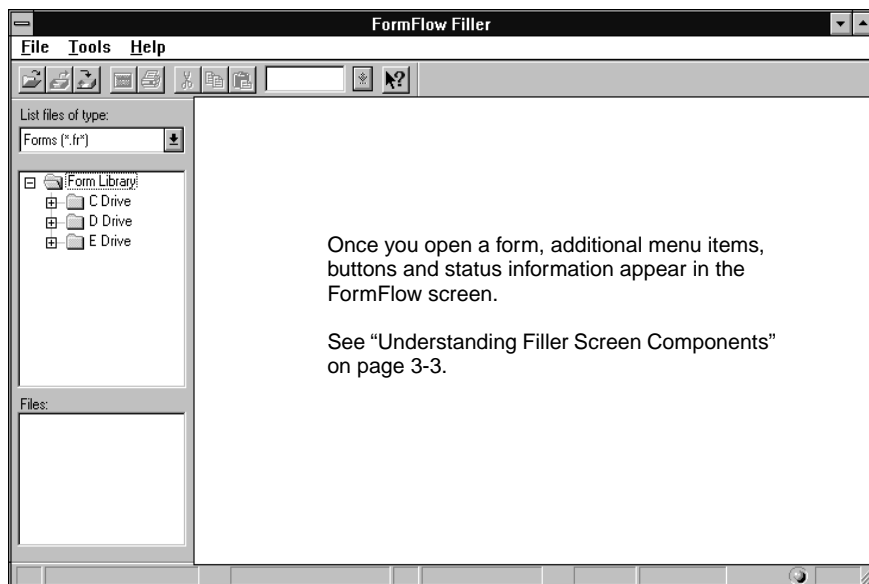 FormFlow Filler
File Tools Help
List files of type:
Forms (*.fr*)
Form Library
C Drive
D Drive
E Drive
Files:
Once you open a form, additional menu items,
buttons and status information appear in the
FormFlow screen.
See “Understanding Filler Screen Components”
on page 3-3.